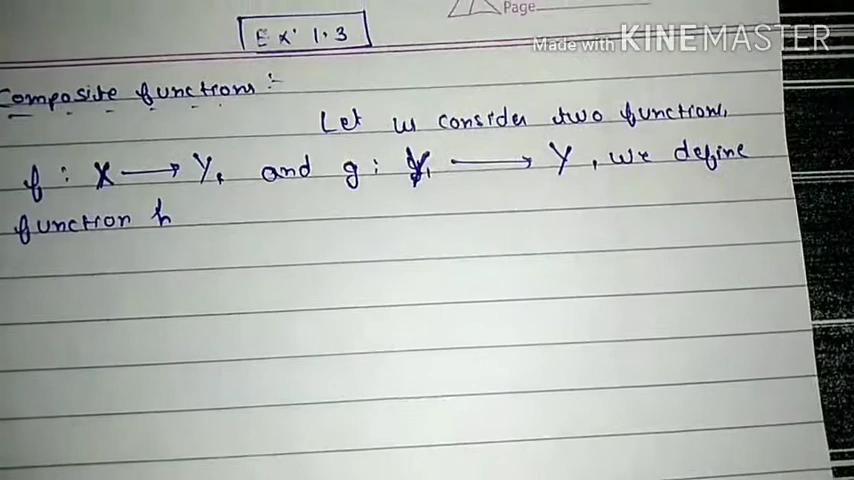 Page
Ex 1.3
Made with KINEMASTER
Composite functions :-
Let us consider two functions
f : X → Y₁ and g : Y₁ → Y, we define
function h